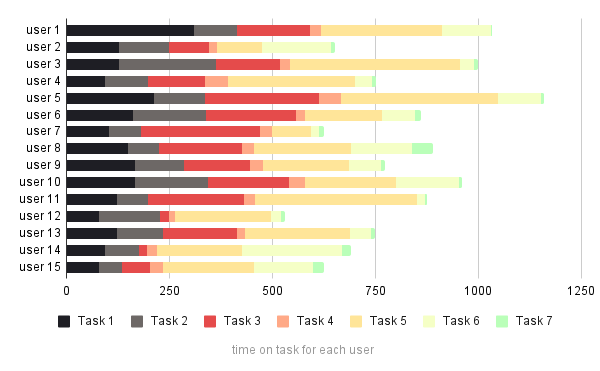 user 1
user 2
user 3
user 4
user 5
user 6
user 7
user 8
user 9
user 10
user 11
user 12
user 13
user 14
user 15
0 250 500 750 1000 1250
Task 1 Task 2 Task 3 Task 4 Task 5 Task 6 Task 7
time on task for each user